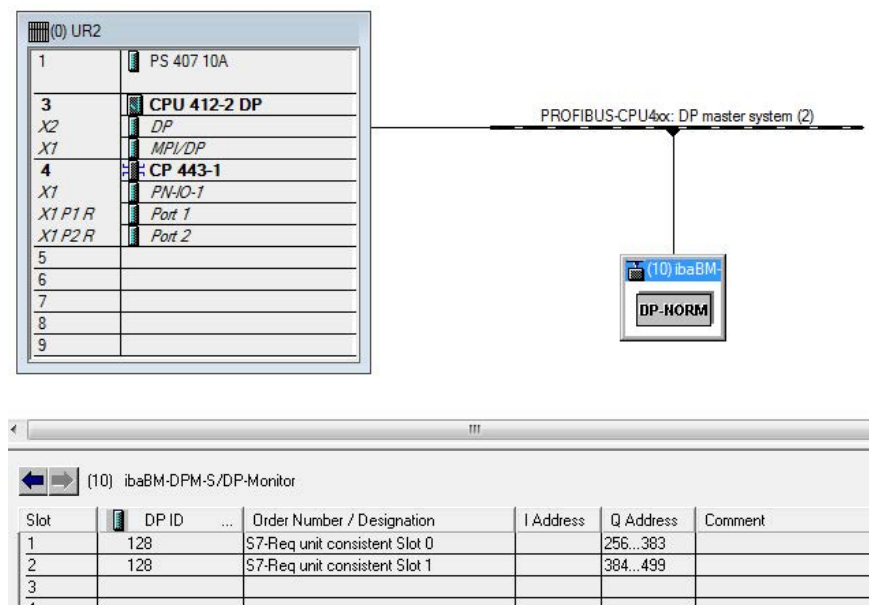 (0) UR2
1 PS 407 10A
3 CPU 412-2 DP
X2 DP
X1 MPI/DP
4 CP 443-1
X1 PN-IO-1
X1 P1 R Port 1
X1 P2 R Port 2
5
6
7
8
9
PROFIBUS-CPU4xx: DP master system (2)
(10) ibaBM-
DP-NORM
(10) ibaBM-DPM-S/DP-Monitor
Slot DP ID ... Order Number / Designation I Address Q Address Comment
1 128 S7-Req unit consistent Slot 0 256...383
2 128 S7-Req unit consistent Slot 1 384...499
3